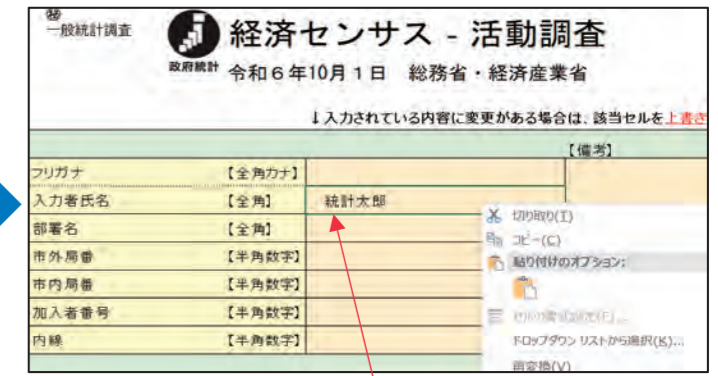 一般統計調査
経済センサス‐活動調査
政府統計
令和6年10月1日 総務省・経済産業省
↓入力されている内容に変更がある場合は、該当セルを上書き
【備考】
フリガナ 【全角カナ】
入力者氏名 【全角】 統計太郎
部署名 【全角】
市外局番 【半角数字】
市内局番 【半角数字】
加入者番号 【半角数字】
内線 【半角数字】
切り取り(T)
コピー(C)
貼り付けのオプション:
セルの書式設定(F)...
ドロップダウン リストから選択(K)...
再変換(V)